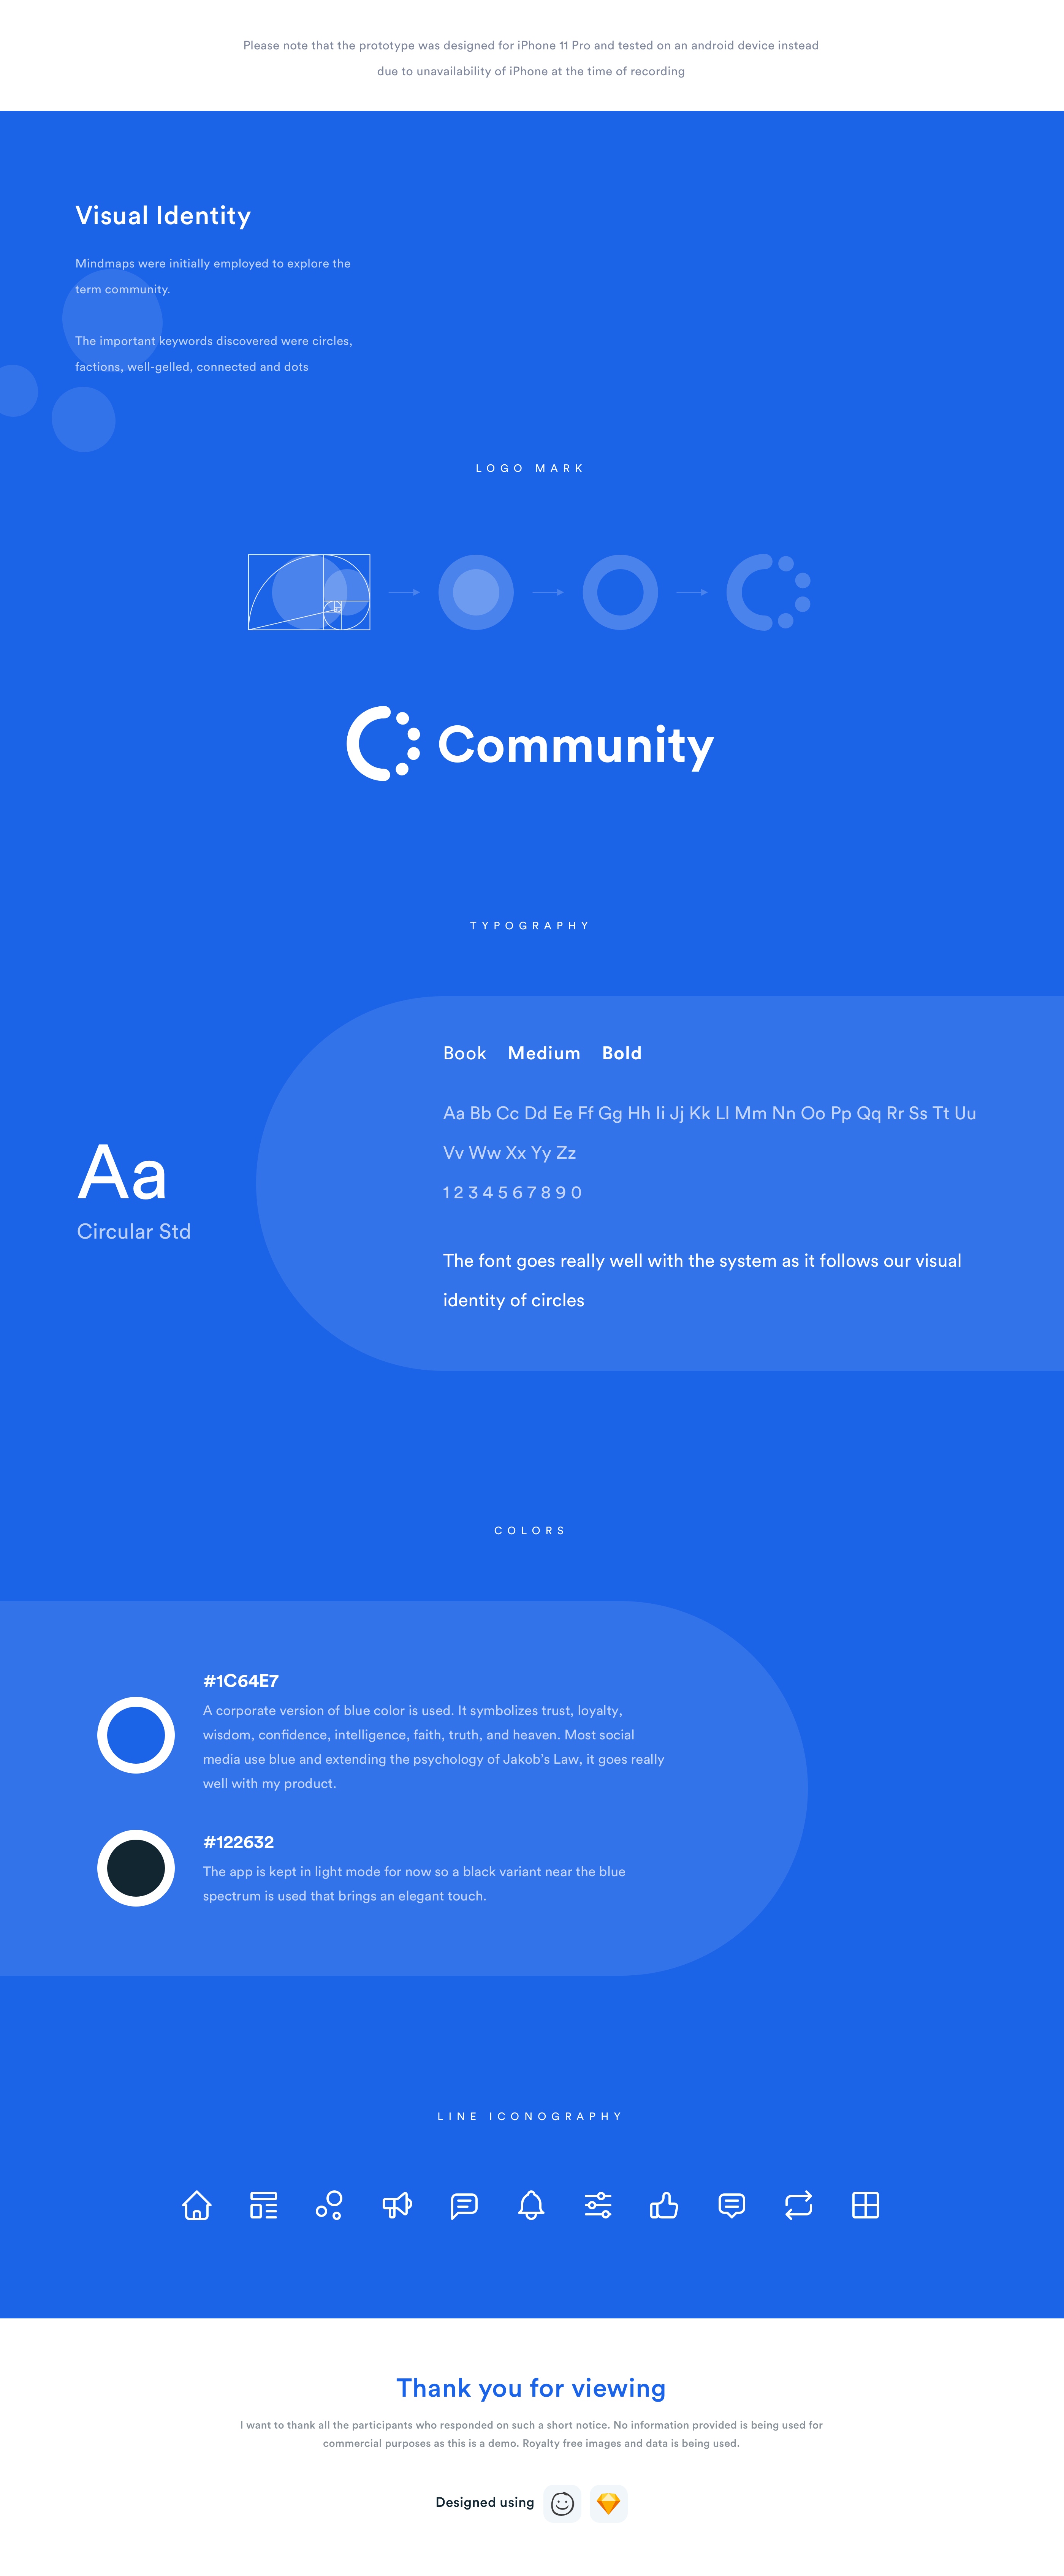 Please note that the prototype was designed for iPhone 11 Pro and tested on an android device instead
due to unavailability of iPhone at the time of recording
Visual Identity
Mindmaps were initially employed to explore the
term community.
The important keywords discovered were circles,
factions, well-gelled, connected and dots
LOGO MARK
Community
TYPOGRAPHY
Book Medium Bold
Aa Bb Cc Dd Ee Ff Gg Hh Ii Jj Kk Ll Mm Nn Oo Pp Qq Rr Ss Tt Uu
Vv Ww Xx Yy Zz
1 2 3 4 5 6 7 8 9 0
Aa
Circular Std
The font goes really well with the system as it follows our visual
identity of circles
COLORS
#1C64E7
A corporate version of blue color is used. It symbolizes trust, loyalty,
wisdom, confidence, intelligence, faith, truth, and heaven. Most social
media use blue and extending the psychology of Jakob's Law, it goes really
well with my product.
#122632
The app is kept in light mode for now so a black variant near the blue
spectrum is used that brings an elegant touch.
LINE ICONOGRAPHY
Thank you for viewing
I want to thank all the participants who responded on such a short notice. No information provided is being used for
commercial purposes as this is a demo. Royalty free images and data is being used.
Designed using